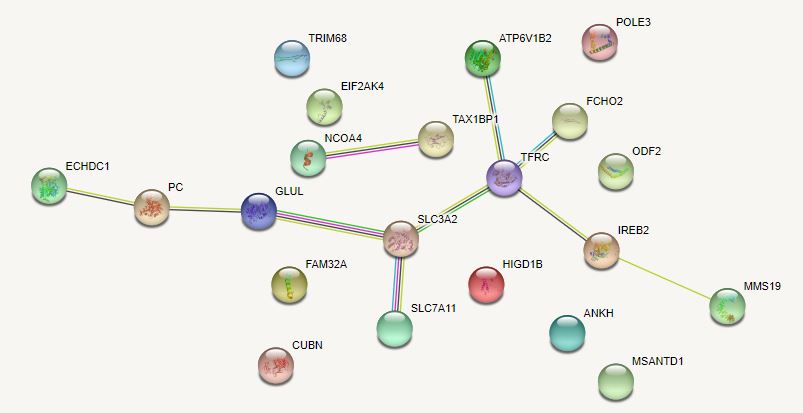 POLE3
TRIM68
ATP6V1B2
EIF2AK4
FCHO2
TAX1BP1
NCOA4
TFRC
ODF2
ECHDC1
PC
GLUL
SLC3A2
IREB2
FAM32A
HIGD1B
MMS19
SLC7A11
ANKH
CUBN
MSANTD1